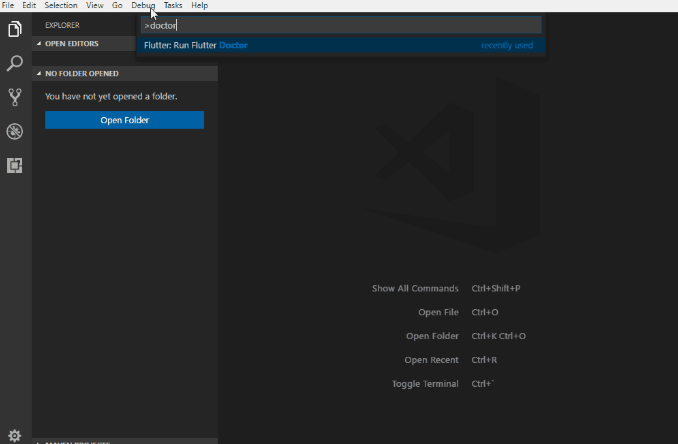 File Edit Selection View Go Debug Tasks Help
EXPLORER
>doctor
OPEN EDITORS
Flutter: Run Flutter Doctor recently used
NO FOLDER OPENED
You have not yet opened a folder.
Open Folder
Show All Commands Ctrl+Shift+P
Open File Ctrl+O
Open Folder Ctrl+K Ctrl+O
Open Recent Ctrl+R
Toggle Terminal Ctrl+`
MAVEN PROJECTS